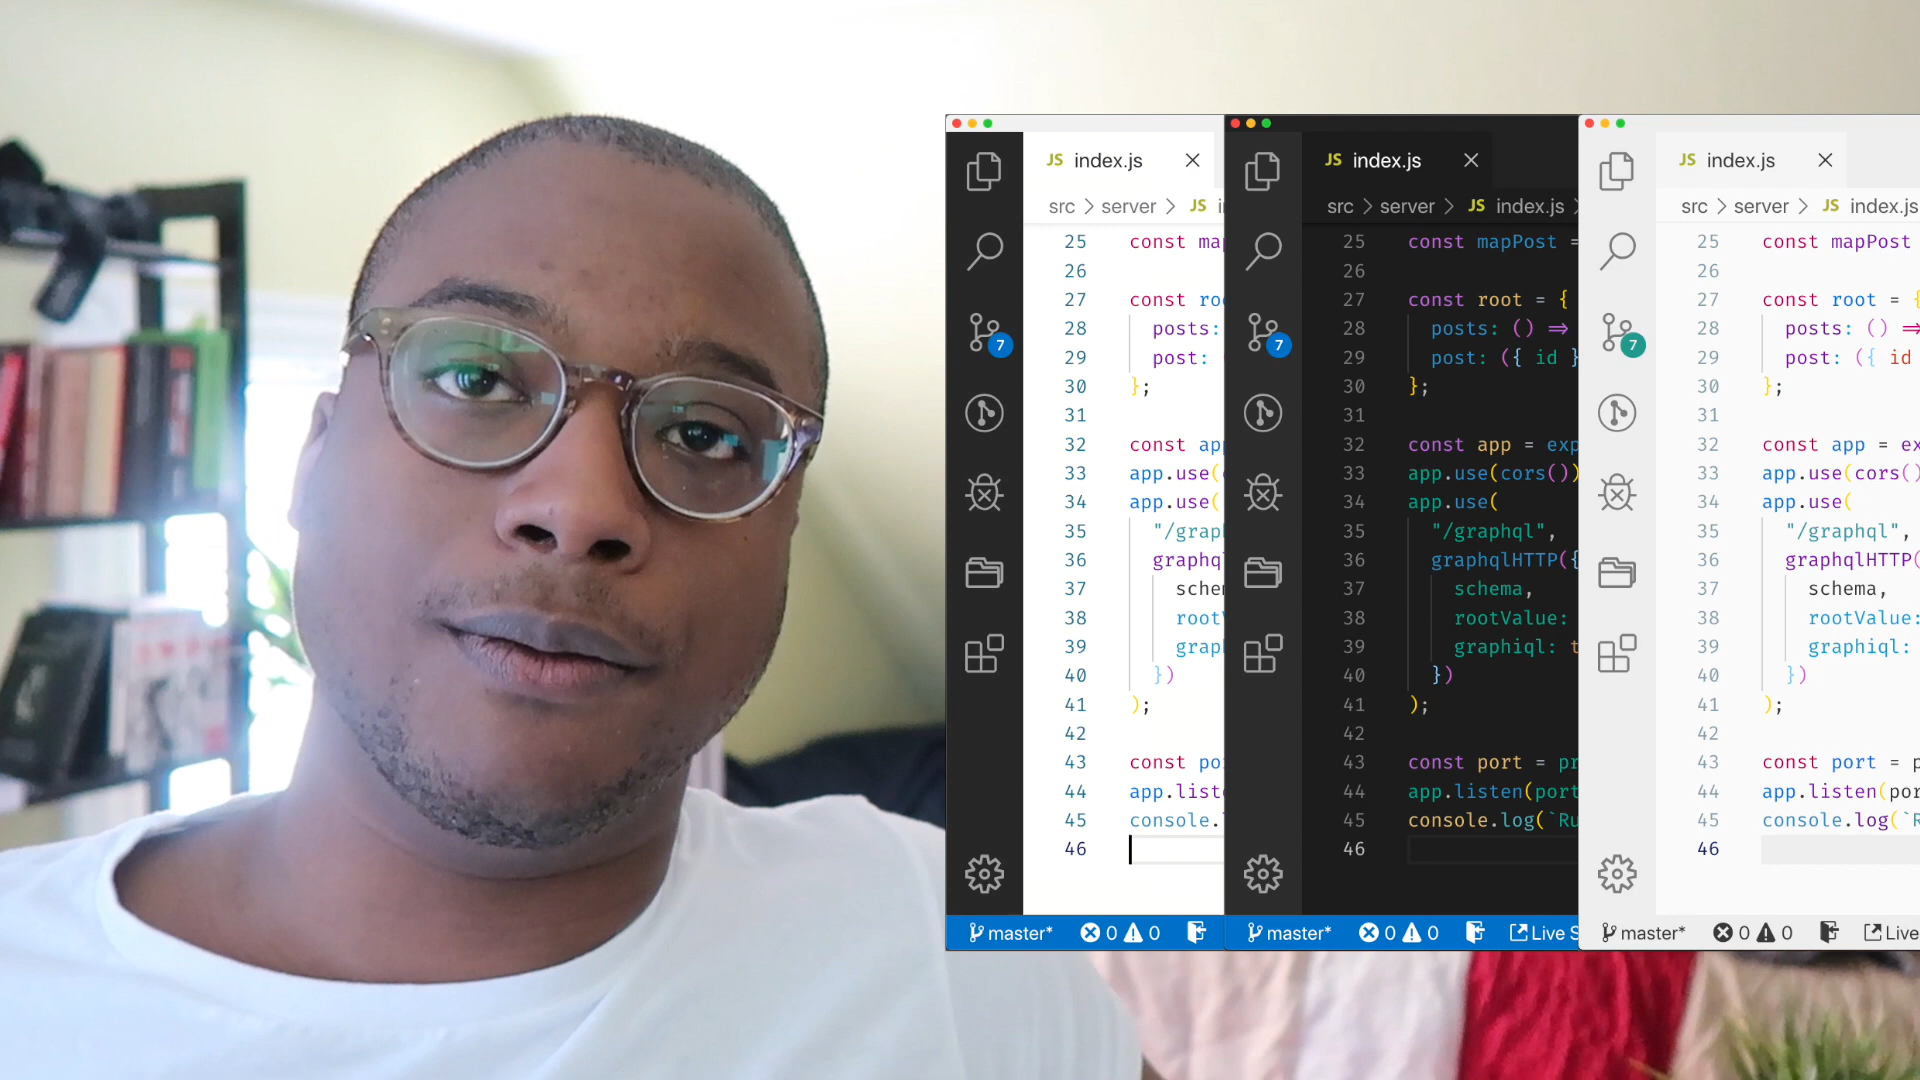 JS index.js
src > server > JS i
25 const ma
26
27 const ro
28 posts:
29 post:
30 };
31
32 const app
33 app.use(
34 app.use(
35 "/grap
36 graphq
37 sche
38 root
39 grap
40 })
41 );
42
43 const po
44 app.list
45 console.
46
7
master* 0 0
JS index.js
src > server > JS index.js >
25 const mapPost =
26
27 const root = {
28 posts: () =>
29 post: ({ id }
30 };
31
32 const app = exp
33 app.use(cors())
34 app.use(
35 "/graphql",
36 graphqlHTTP({
37 schema,
38 rootValue:
39 graphiql: t
40 })
41 );
42
43 const port = pr
44 app.listen(port
45 console.log(`Ru
46
7
master* 0 0 Live S
JS index.js
src > server > JS index.js
25 const mapPost
26
27 const root = {
28 posts: () =>
29 post: ({ id
30 };
31
32 const app = ex
33 app.use(cors()
34 app.use(
35 "/graphql",
36 graphqlHTTP(
37 schema,
38 rootValue:
39 graphiql:
40 })
41 );
42
43 const port = p
44 app.listen(por
45 console.log(`R
46
7
master* 0 0 Live